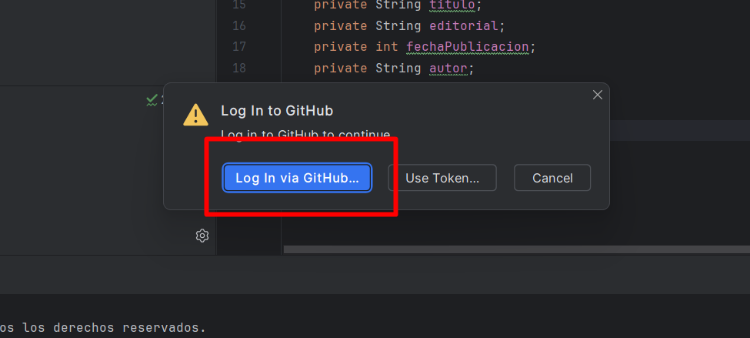 15 private String titulo;
16 private String editorial;
17 private int fechaPublicacion;
18 private String autor;
Log In to GitHub
Log in to GitHub to continue
Log In via GitHub...
Use Token...
Cancel
os los derechos reservados.